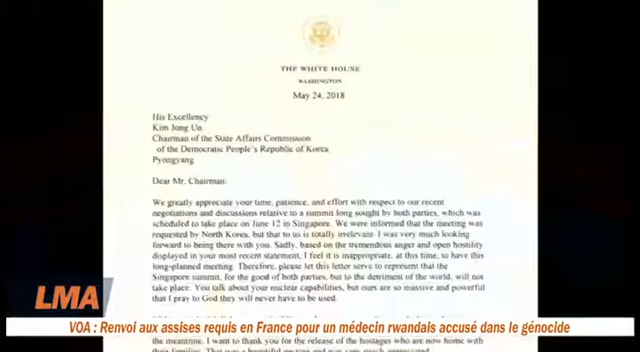 THE WHITE HOUSE
WASHINGTON
May 24, 2018
His Excellency
Kim Jong Un
Chairman of the State Affairs Commission
of the Democratic People's Republic of Korea
Pyongyang
Dear Mr. Chairman:
We greatly appreciate your time, patience, and effort with respect to our recent
negotiations and discussions relative to a summit long sought by both parties, which was
scheduled to take place on June 12 in Singapore. We were informed that the meeting was
requested by North Korea, but that to us is totally irrelevant. I was very much looking
forward to being there with you. Sadly, based on the tremendous anger and open hostility
displayed in your most recent statement, I feel it is inappropriate, at this time, to have this
long-planned meeting. Therefore, please let this letter serve to represent that the
Singapore summit, for the good of both parties, but to the detriment of the world, will not
take place. You talk about your nuclear capabilities, but ours are so massive and powerful
that I pray to God they will never have to be used.
LMA
VOA : Renvoi aux assises requis en France pour un médecin rwandais accusé dans le génocide
the meantime, I want to thank you for the release of the hostages who are now home with